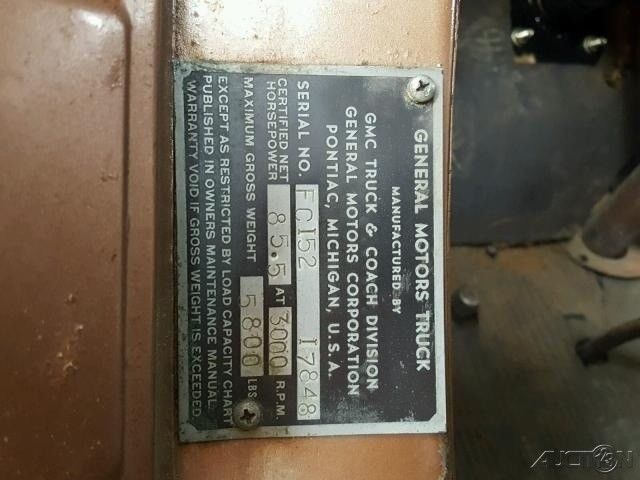 GENERAL MOTORS TRUCK
MANUFACTURED BY
GMC TRUCK & COACH DIVISION
GENERAL MOTORS CORPORATION
PONTIAC, MICHIGAN, U.S.A.
SERIAL NO. FC152 17848
CERTIFIED NET HORSEPOWER 85.5 AT 3000 R.P.M.
MAXIMUM GROSS WEIGHT 5800 LBS.
EXCEPT AS RESTRICTED BY LOAD CAPACITY CHART
PUBLISHED IN OWNERS MAINTENANCE MANUAL.
WARRANTY VOID IF GROSS WEIGHT IS EXCEEDED.
AUCTION 23